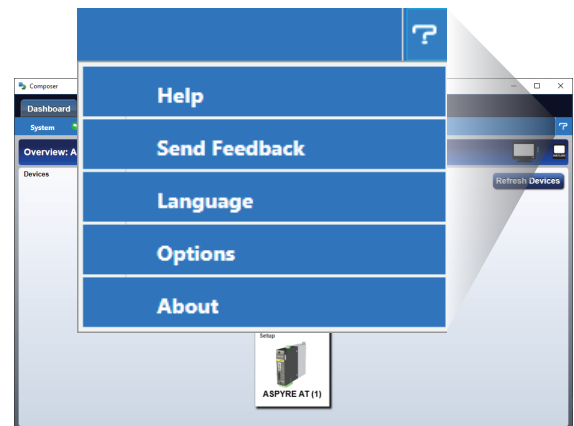 ?
Composer
Dashboard
System
?
Overview: A
Devices
Refresh Devices
Help
Send Feedback
Language
Options
About
Setup
ASPYRE AT (1)